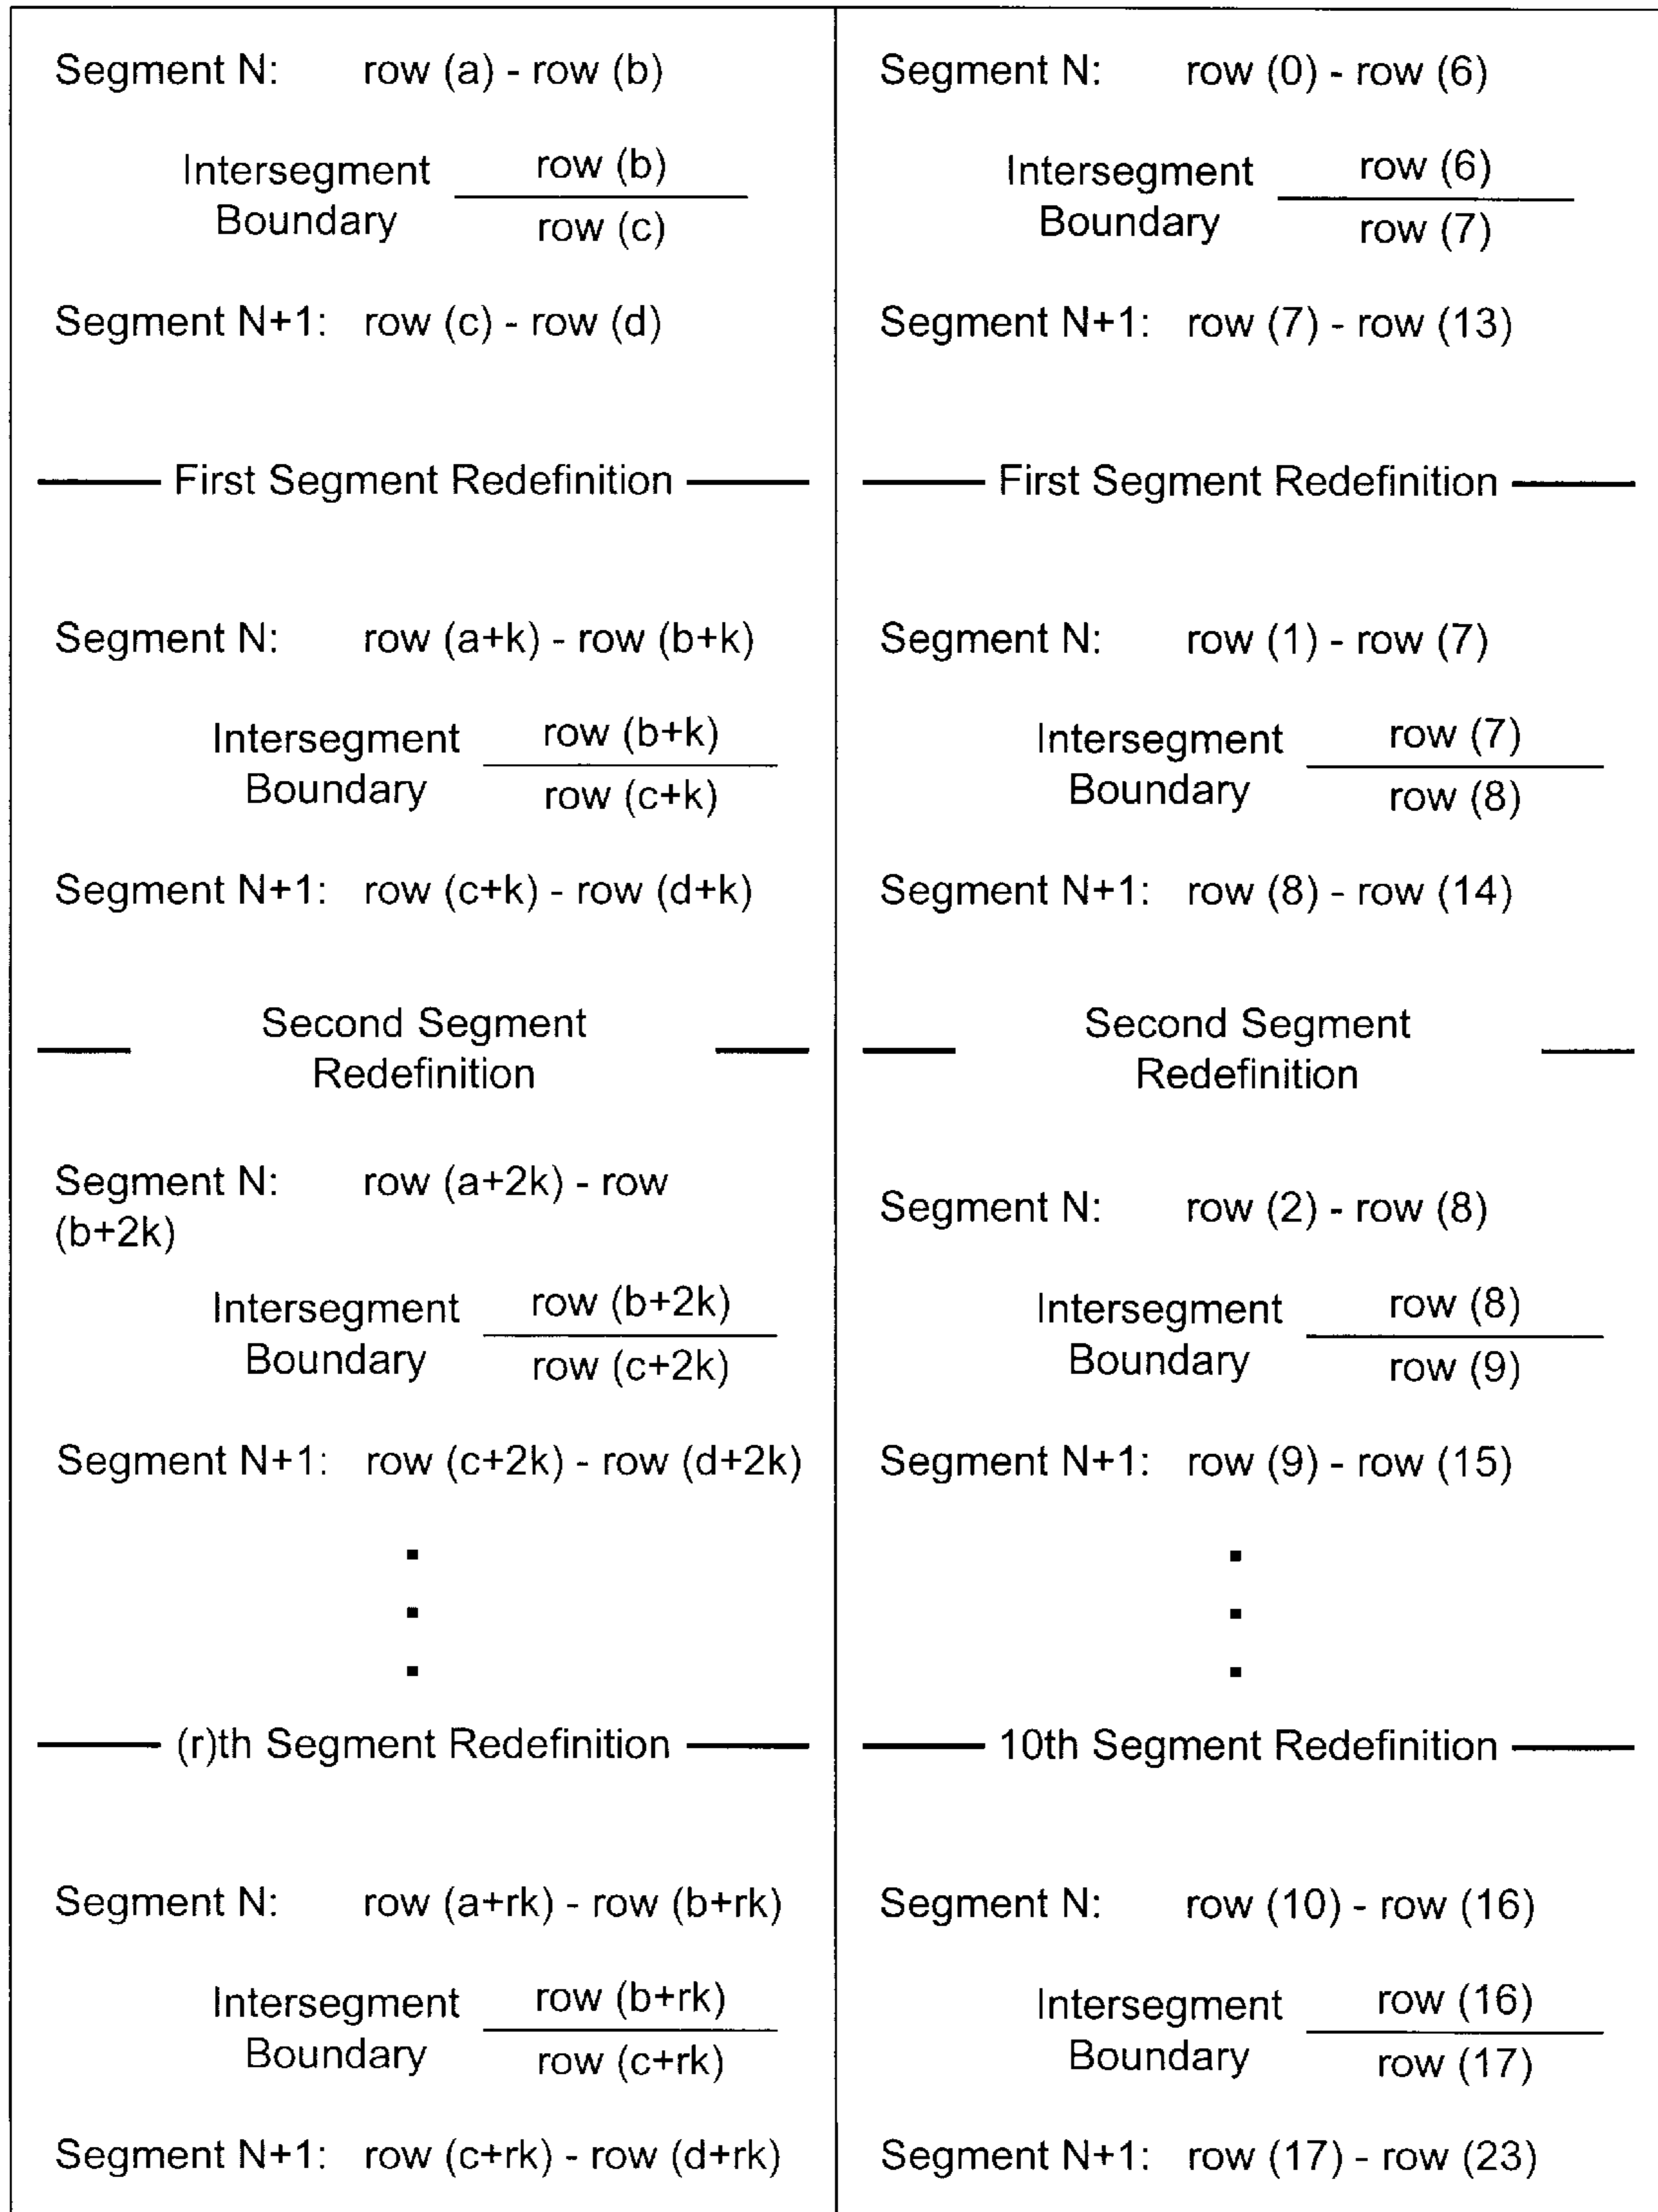 Segment N: row (a) - row (b)
Intersegment Boundary row (b)
row (c)
Segment N+1: row (c) - row (d)
First Segment Redefinition
Segment N: row (a+k) - row (b+k)
Intersegment Boundary row (b+k)
row (c+k)
Segment N+1: row (c+k) - row (d+k)
Second Segment
Redefinition
Segment N: row (a+2k) - row
(b+2k)
Intersegment Boundary row (b+2k)
row (c+2k)
Segment N+1: row (c+2k) - row (d+2k)
(r)th Segment Redefinition
Segment N: row (a+rk) - row (b+rk)
Intersegment Boundary row (b+rk)
row (c+rk)
Segment N+1: row (c+rk) - row (d+rk)
Segment N: row (0) - row (6)
Intersegment Boundary row (6)
row (7)
Segment N+1: row (7) - row (13)
First Segment Redefinition
Segment N: row (1) - row (7)
Intersegment Boundary row (7)
row (8)
Segment N+1: row (8) - row (14)
Second Segment
Redefinition
Segment N: row (2) - row (8)
Intersegment Boundary row (8)
row (9)
Segment N+1: row (9) - row (15)
10th Segment Redefinition
Segment N: row (10) - row (16)
Intersegment Boundary row (16)
row (17)
Segment N+1: row (17) - row (23)